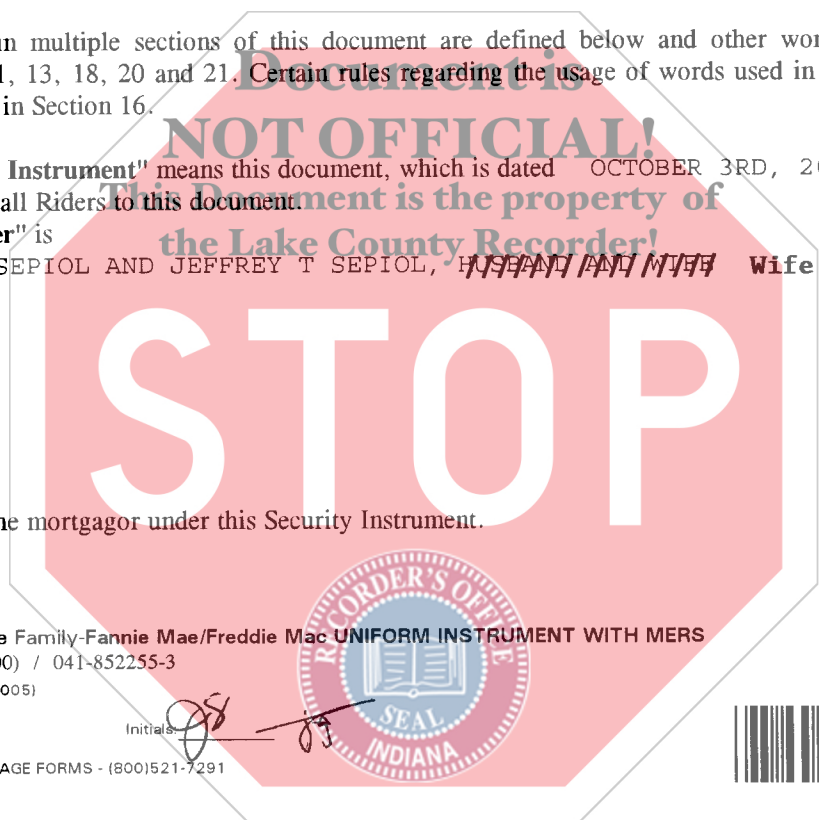 in multiple sections of this document are defined below and other wor
Document is
1, 13, 18, 20 and 21. Certain rules regarding the usage of words used in
in Section 16.
NOT OFFICIAL!
Instrument" means this document, which is dated OCTOBER 3RD, 20
This Document is the property of
all Riders to this document.
er" is
the Lake County Recorder!
SEPIOL AND JEFFREY T SEPIOL, HUSBAND AND WIFE Wife
STOP
he mortgagor under this Security Instrument.
RECORDER'S OFFICE
e Family-Fannie Mae/Freddie Mac UNIFORM INSTRUMENT WITH MERS
00) / 041-852255-3
005)
SEAL
Initials:
INDIANA
AGE FORMS - (800)521-7291